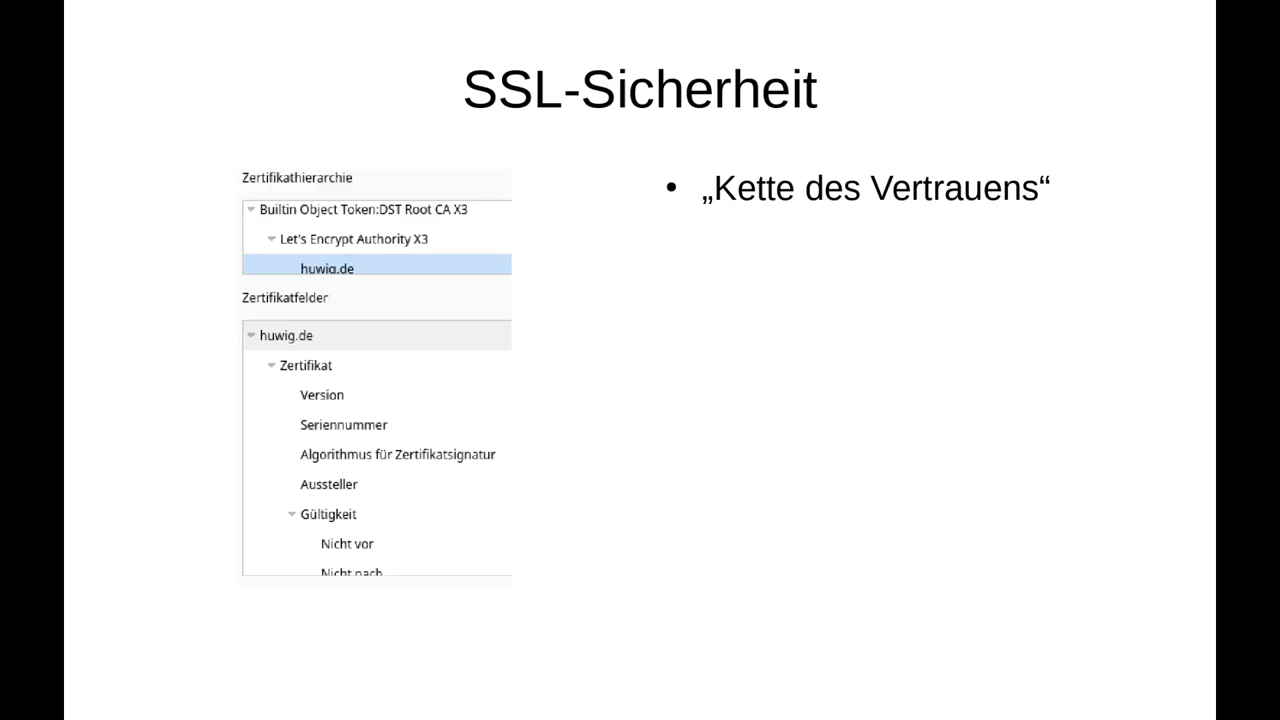 SSL-Sicherheit
Zertifikathierarchie
Builtin Object Token:DST Root CA X3
Let's Encrypt Authority X3
huwig.de
Zertifikatfelder
huwig.de
Zertifikat
Version
Seriennummer
Algorithmus für Zertifikatsignatur
Aussteller
Gültigkeit
Nicht vor
Nicht nach
• „Kette des Vertrauens“